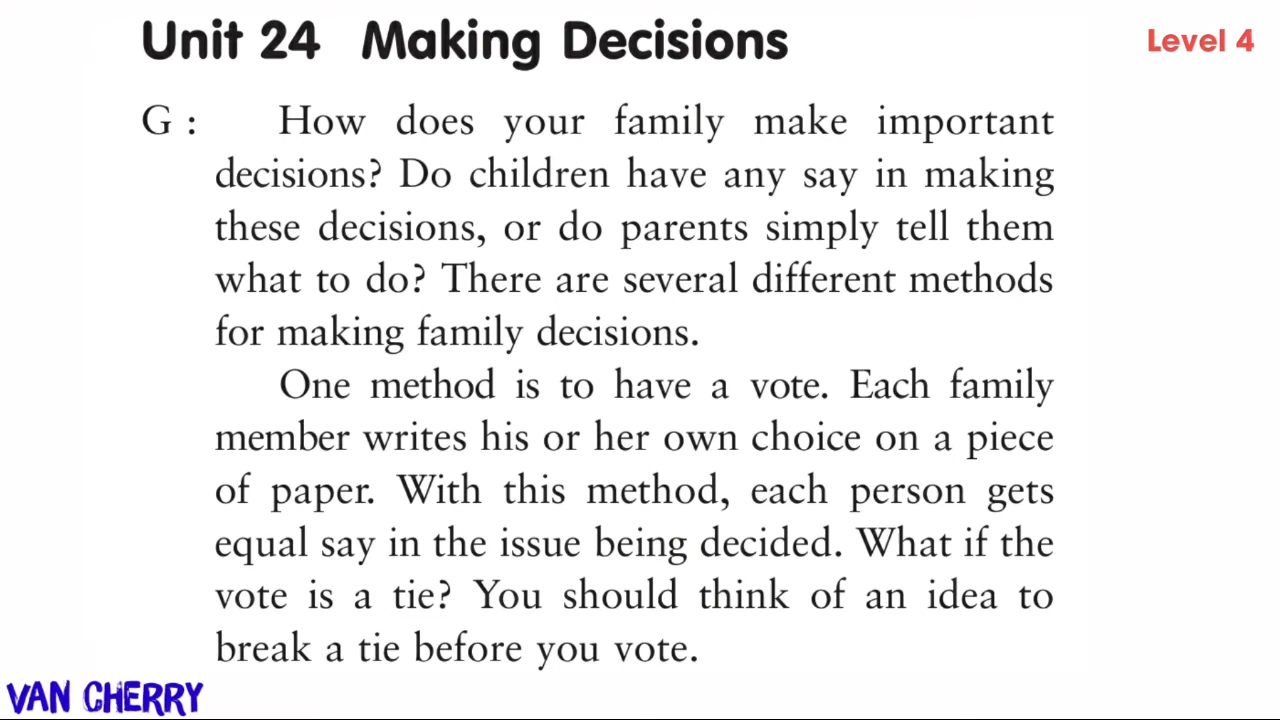 Unit 24 Making Decisions
Level 4
G : How does your family make important
decisions? Do children have any say in making
these decisions, or do parents simply tell them
what to do? There are several different methods
for making family decisions.
One method is to have a vote. Each family
member writes his or her own choice on a piece
of paper. With this method, each person gets
equal say in the issue being decided. What if the
vote is a tie? You should think of an idea to
break a tie before you vote.
VAN CHERRY